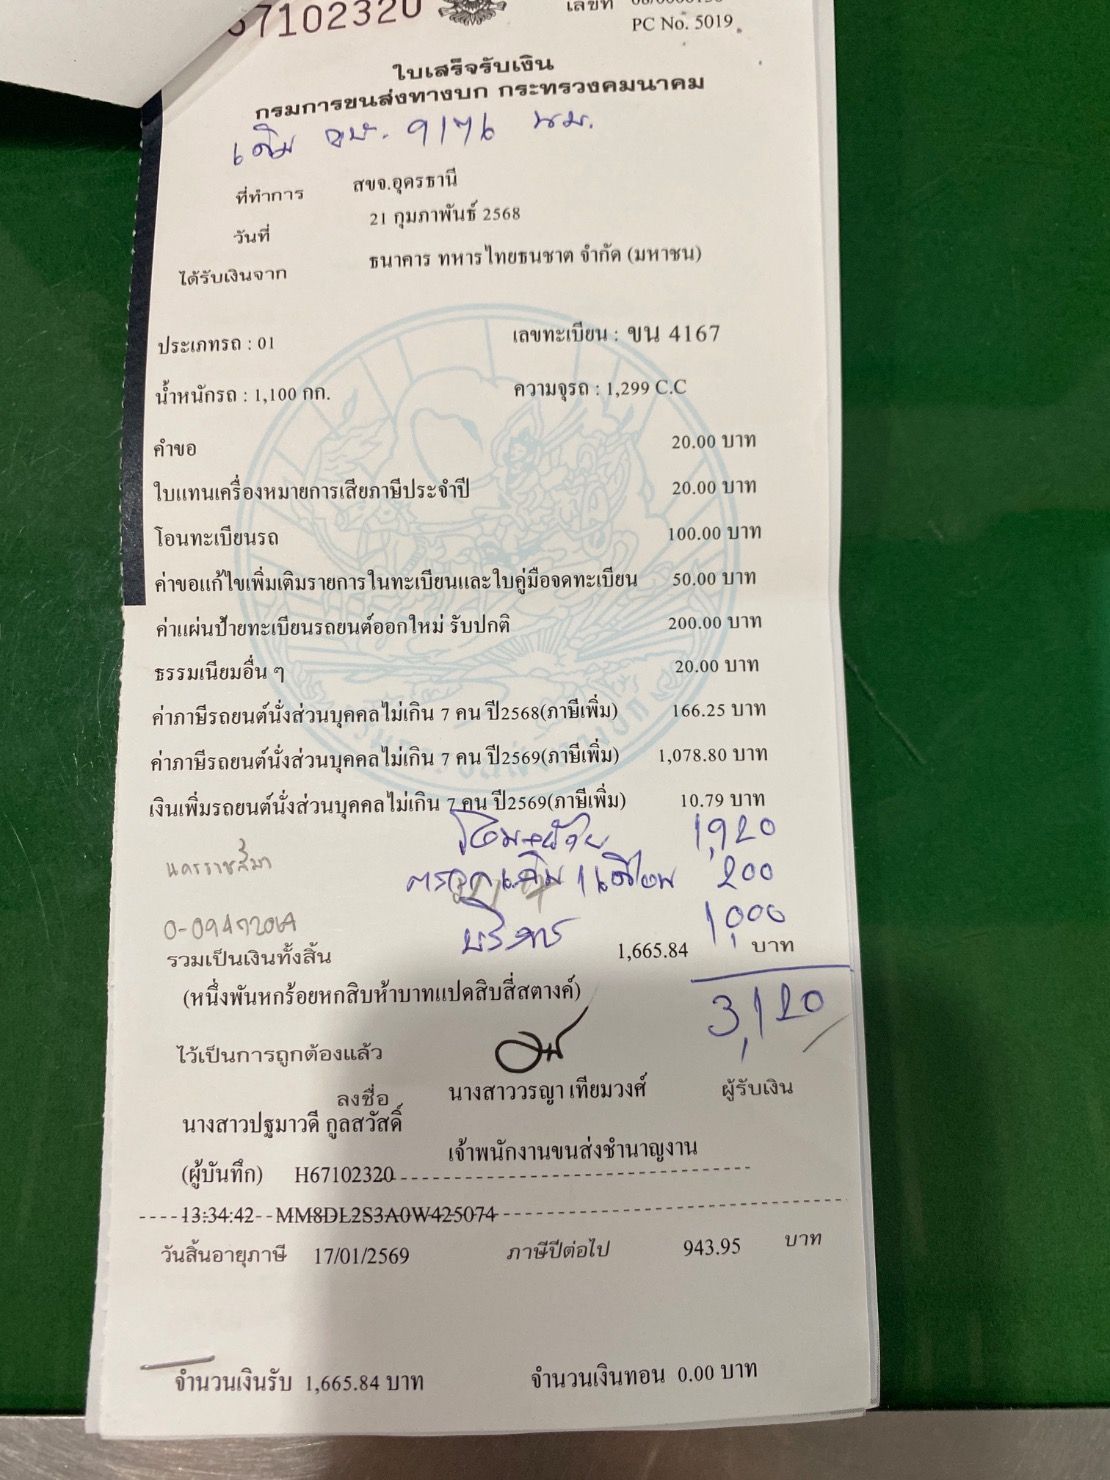 67102320
เลขที่
PC No. 5019
ใบเสร็จรับเงิน
กรมการขนส่งทางบก กระทรวงคมนาคม
เดิม ขษ. 9176 นม.
ที่ทำการ สขจ.อุดรธานี
วันที่ 21 กุมภาพันธ์ 2568
ได้รับเงินจาก ธนาคาร ทหารไทยธนชาต จำกัด (มหาชน)
ประเภทรถ : 01 เลขทะเบียน : ขน 4167
น้ำหนักรถ : 1,100 กก. ความจุรถ : 1,299 C.C
คำขอ 20.00 บาท
ใบแทนเครื่องหมายการเสียภาษีประจำปี 20.00 บาท
โอนทะเบียนรถ 100.00 บาท
ค่าขอแก้ไขเพิ่มเติมรายการในทะเบียนและใบคู่มือจดทะเบียน 50.00 บาท
ค่าแผ่นป้ายทะเบียนรถยนต์ออกใหม่ รับปกติ 200.00 บาท
ธรรมเนียมอื่น ๆ 20.00 บาท
ค่าภาษีรถยนต์นั่งส่วนบุคคลไม่เกิน 7 คน ปี2568(ภาษีเพิ่ม) 166.25 บาท
ค่าภาษีรถยนต์นั่งส่วนบุคคลไม่เกิน 7 คน ปี2569(ภาษีเพิ่ม) 1,078.80 บาท
เงินเพิ่มรถยนต์นั่งส่วนบุคคลไม่เกิน 7 คน ปี2569(ภาษีเพิ่ม) 10.79 บาท
โอน+ย้าย 1,920
นครราชสีมา
200
บริการ 1,000
รวมเป็นเงินทั้งสิ้น 1,665.84 บาท
(หนึ่งพันหกร้อยหกสิบห้าบาทแปดสิบสี่สตางค์)
3,120
ไว้เป็นการถูกต้องแล้ว
ลงชื่อ นางสาววรญา เทียมวงศ์ ผู้รับเงิน
นางสาวปฐมาวดี กูลสวัสดิ์
เจ้าพนักงานขนส่งชำนาญงาน
(ผู้บันทึก) H67102320
13:34:42 MM8DL2S3A0W425074
วันสิ้นอายุภาษี 17/01/2569 ภาษีปีต่อไป 943.95 บาท
จำนวนเงินรับ 1,665.84 บาท จำนวนเงินทอน 0.00 บาท